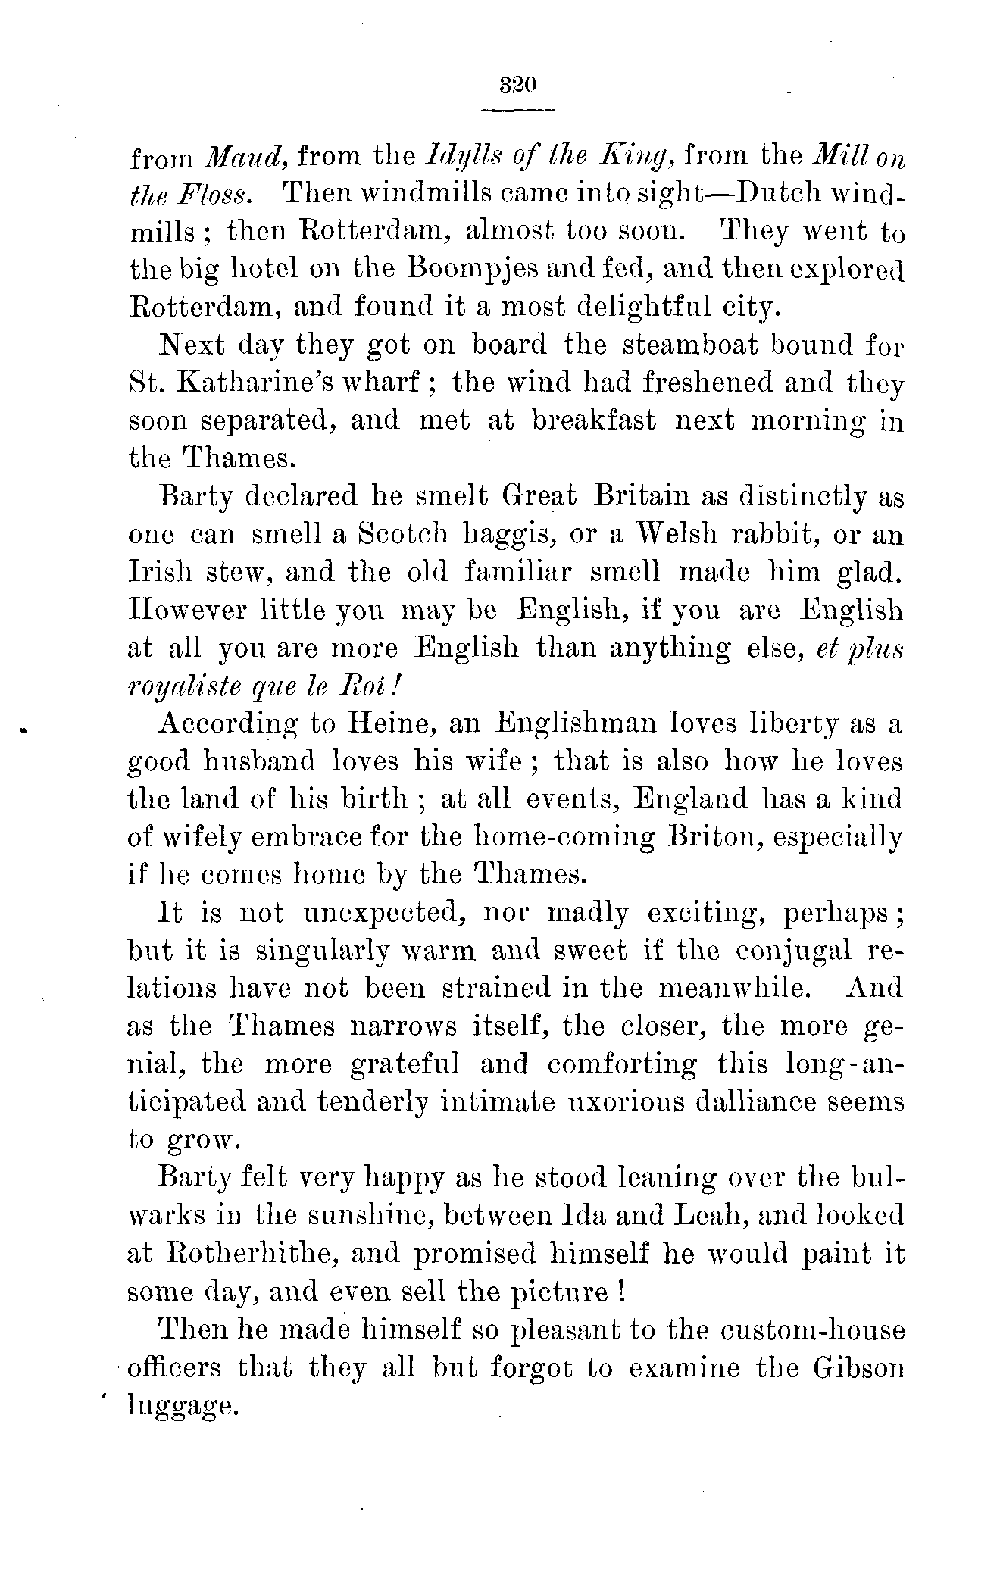 320
from Maud, from the Idylls of the King, from the Mill on
the Floss. Then windmills came into sight—Dutch wind-
mills ; then Rotterdam, almost too soon. They went to
the big hotel on the Boompjes and fed, and then explored
Rotterdam, and found it a most delightful city.
Next day they got on board the steamboat bound for
St. Katharine's wharf ; the wind had freshened and they
soon separated, and met at breakfast next morning in
the Thames.
Barty declared he smelt Great Britain as distinctly as
one can smell a Scotch haggis, or a Welsh rabbit, or an
Irish stew, and the old familiar smell made him glad.
However little you may be English, if you are English
at all you are more English than anything else, et plus
royaliste que le Roi !
According to Heine, an Englishman loves liberty as a
good husband loves his wife ; that is also how he loves
the land of his birth ; at all events, England has a kind
of wifely embrace for the home-coming Briton, especially
if he comes home by the Thames.
It is not unexpected, nor madly exciting, perhaps ;
but it is singularly warm and sweet if the conjugal re-
lations have not been strained in the meanwhile. And
as the Thames narrows itself, the closer, the more ge-
nial, the more grateful and comforting this long-an-
ticipated and tenderly intimate uxorious dalliance seems
to grow.
Barty felt very happy as he stood leaning over the bul-
warks in the sunshine, between Ida and Leah, and looked
at Rotherhithe, and promised himself he would paint it
some day, and even sell the picture !
Then he made himself so pleasant to the custom-house
officers that they all but forgot to examine the Gibson
luggage.